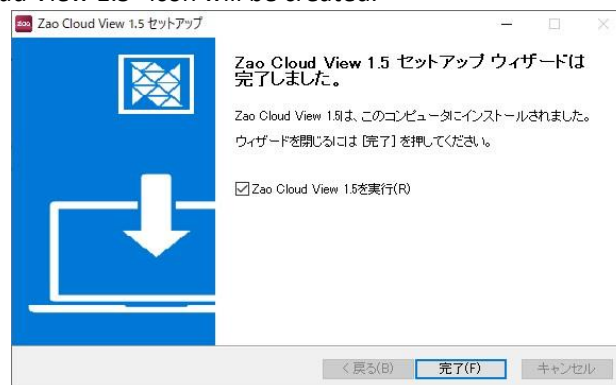 View 1.5" icon will be created.
Zao Cloud View 1.5 セットアップ
Zao Cloud View 1.5 セットアップ ウィザードは
完了しました。
Zao Cloud View 1.5は、このコンピュータにインストールされました。
ウィザードを閉じるには [完了] を押してください。
Zao Cloud View 1.5を実行(R)
< 戻る(B)
完了(F)
キャンセル